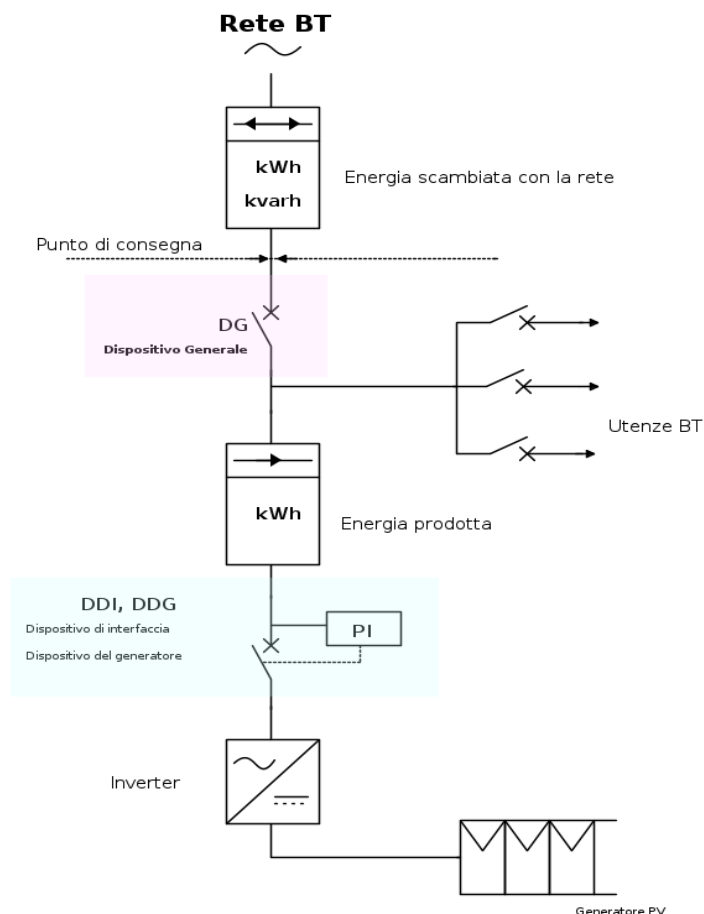 Rete BT
kWh
kvarh
Energia scambiata con la rete
Punto di consegna
DG
Dispositivo Generale
Utenze BT
kWh
Energia prodotta
DDI, DDG
Dispositivo di interfaccia
Dispositivo del generatore
PI
Inverter
Generatore PV